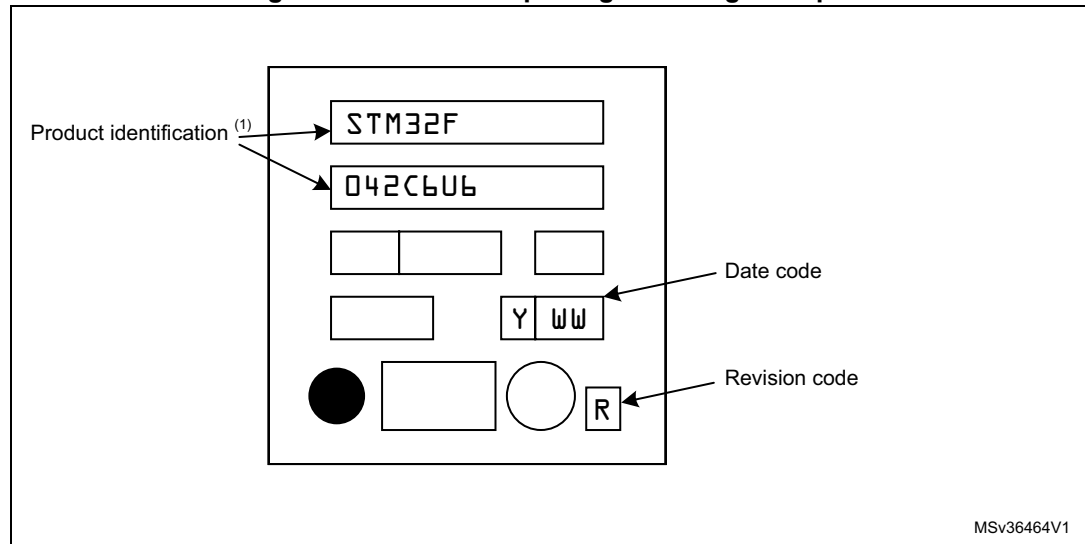 STM32F
Product identification (1)
042C6U6
Date code
Y WW
Revision code
R
MSv36464V1